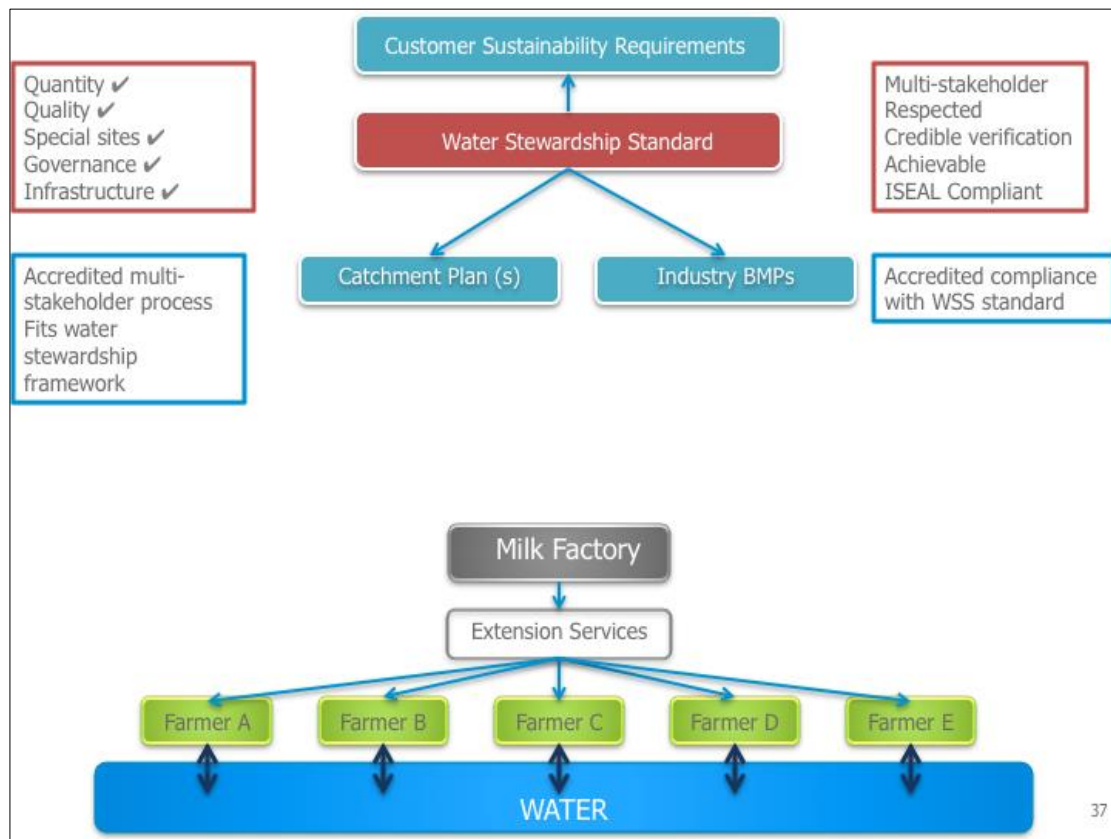 Customer Sustainability Requirements
Quantity ✔
Quality ✔
Special sites ✔
Governance ✔
Infrastructure ✔
Water Stewardship Standard
Multi-stakeholder
Respected
Credible verification
Achievable
ISEAL Compliant
Accredited multi-
stakeholder process
Fits water
stewardship
framework
Catchment Plan (s)
Industry BMPs
Accredited compliance
with WSS standard
Milk Factory
Extension Services
Farmer A
Farmer B
Farmer C
Farmer D
Farmer E
WATER
37